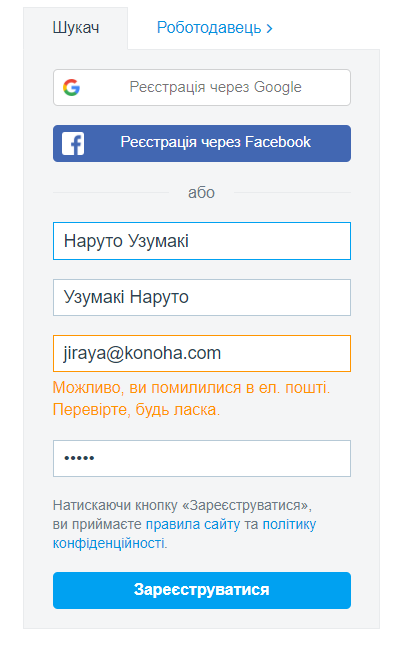 Шукач
Роботодавець
Реєстрація через Google
Реєстрація через Facebook
або
Наруто Узумакі
Узумакі Наруто
jiraya@konoha.com
Можливо, ви помилилися в ел. пошті.
Перевірте, будь ласка.
•••••
Натискаючи кнопку «Зареєструватися»,
ви приймаєте правила сайту та політику
конфіденційності.
Зареєструватися